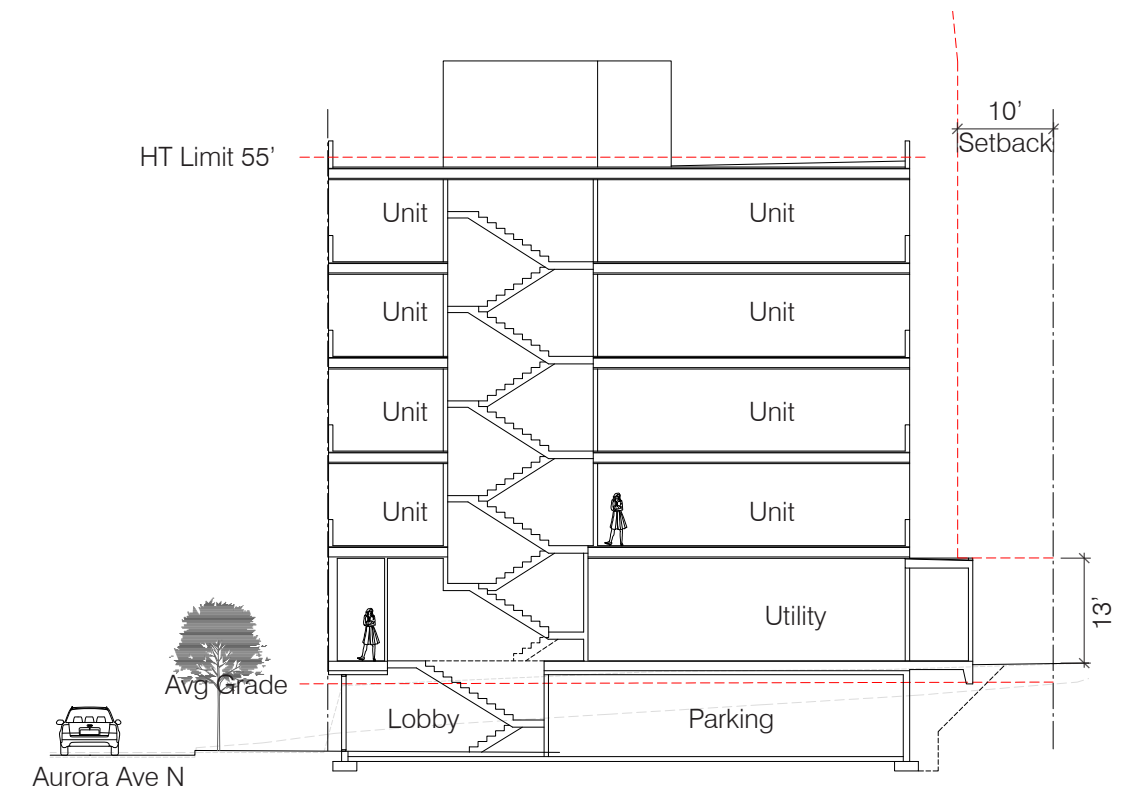 10’
Setback
HT Limit 55’
Unit
Unit
Unit
Unit
Unit
Unit
Unit
Unit
Utility
13’
Avg Grade
Lobby
Parking
Aurora Ave N